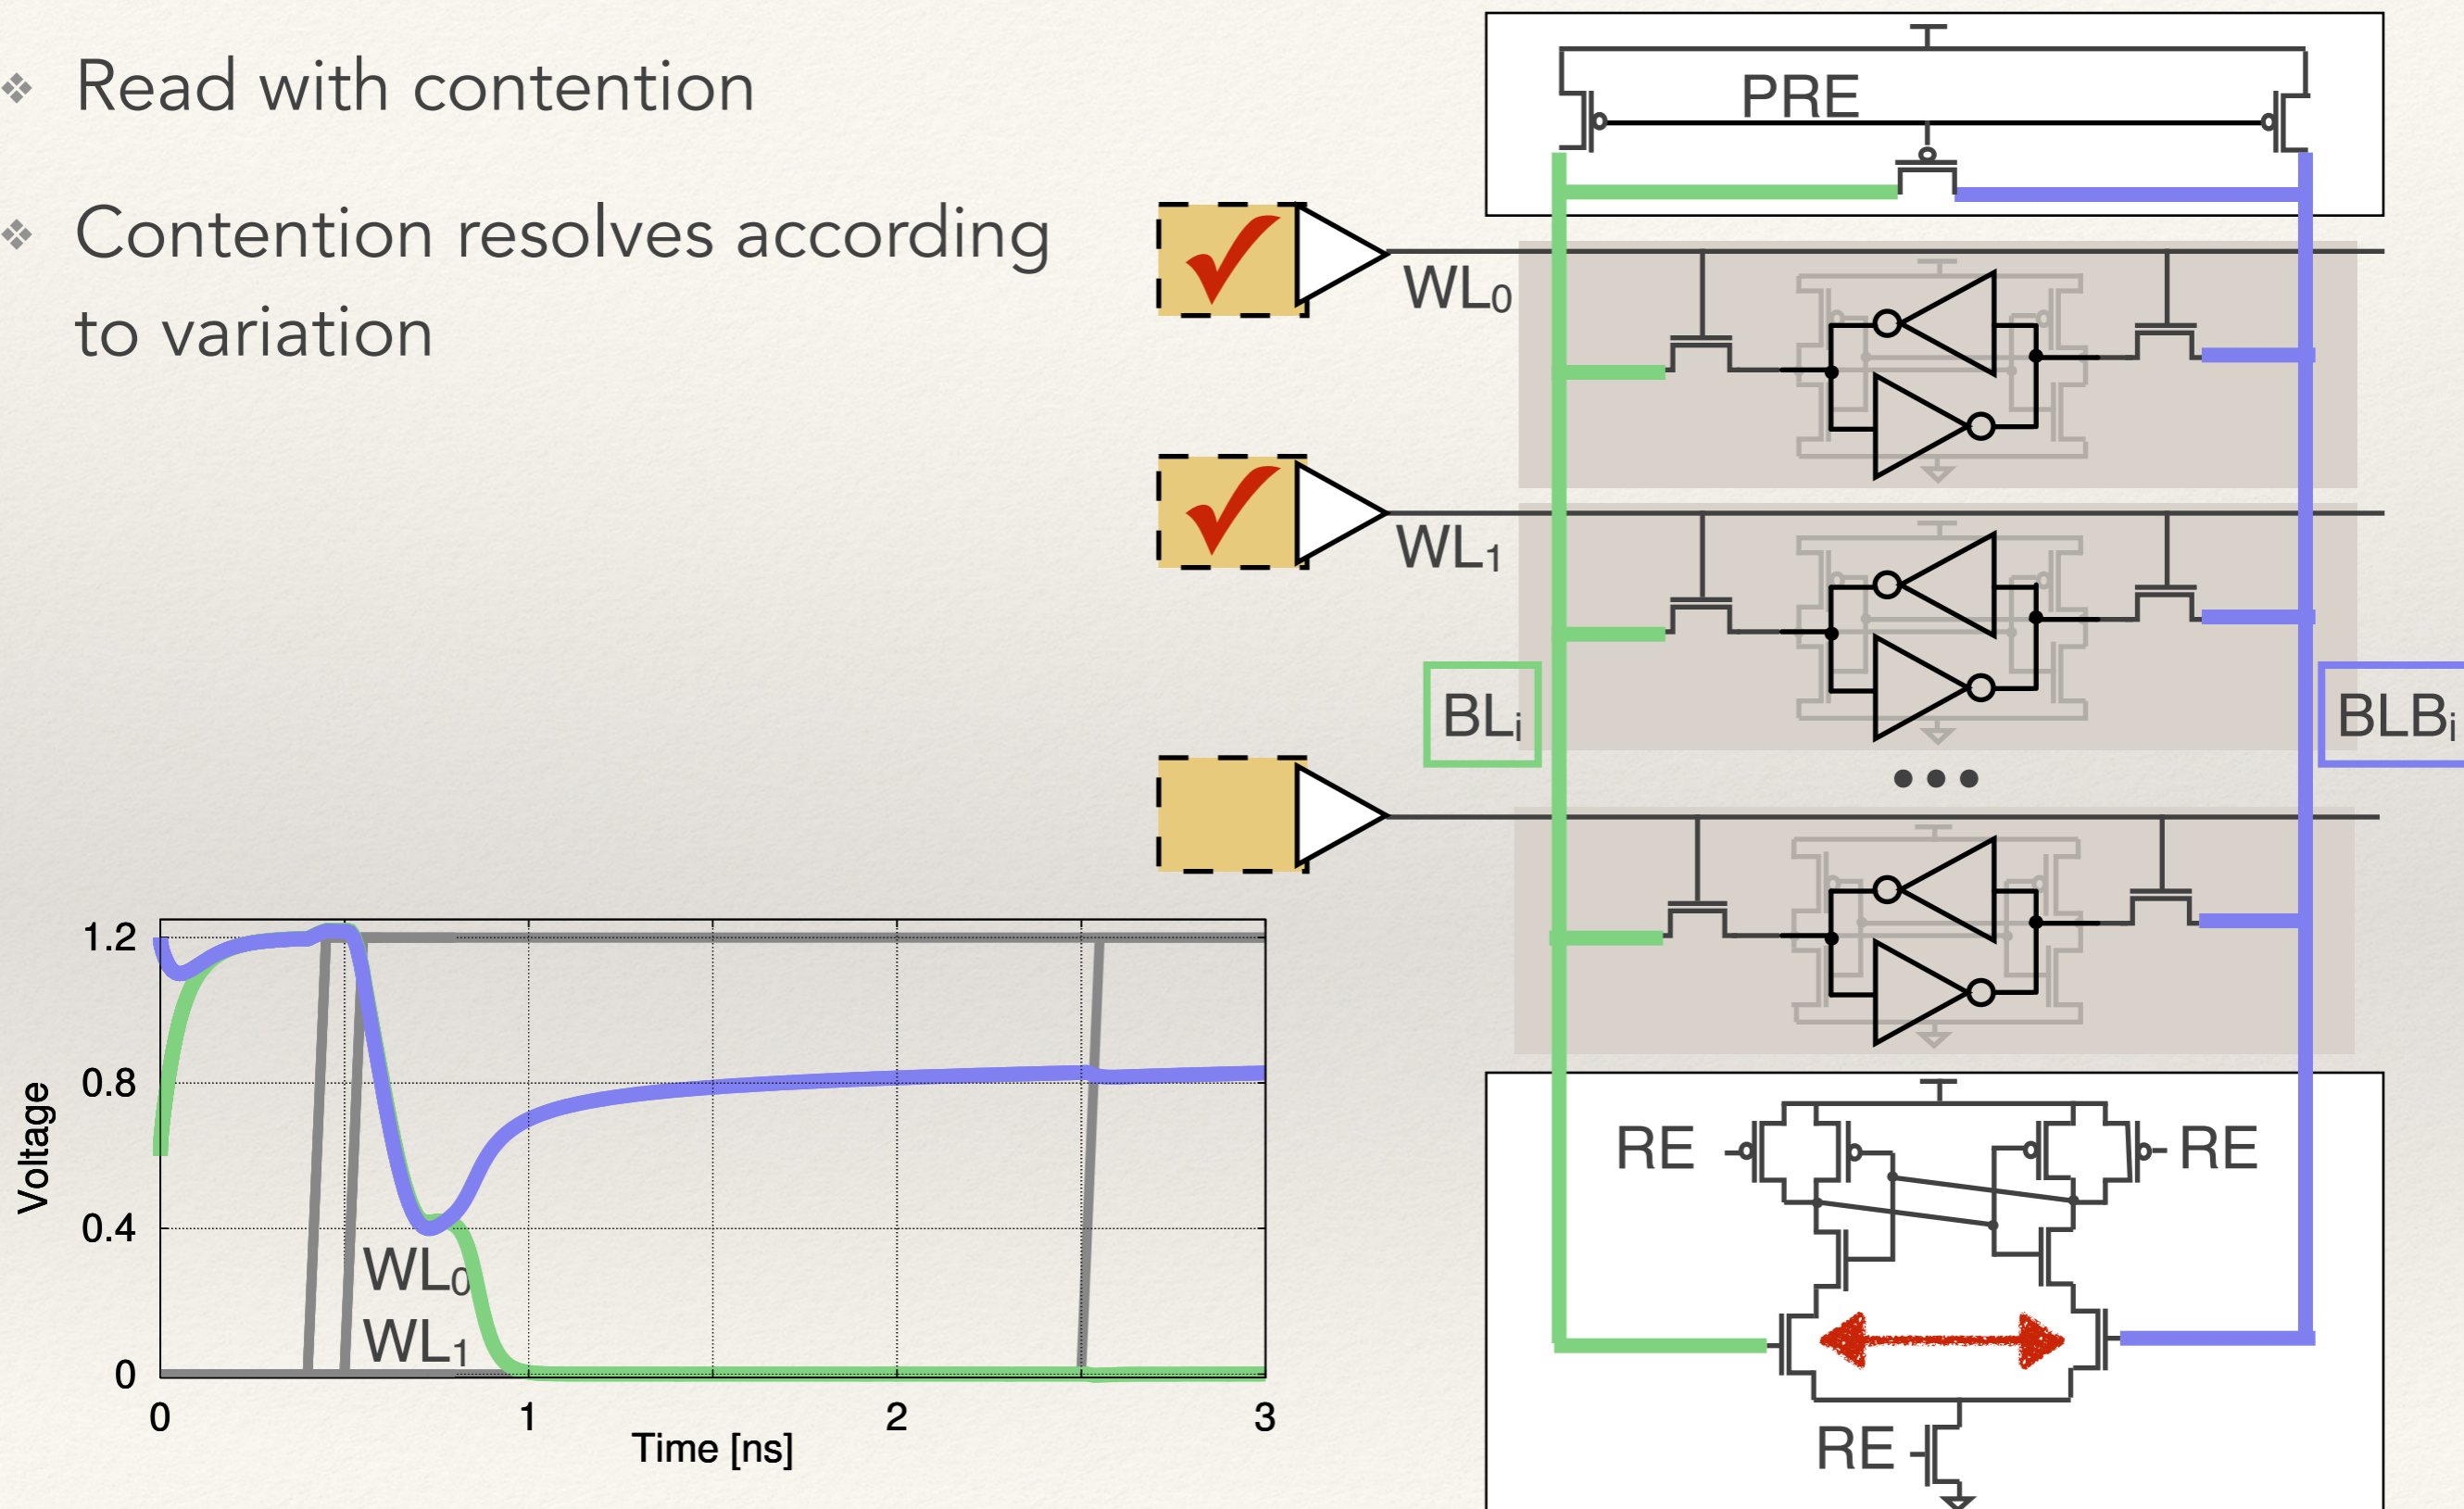 Read with contention
Contention resolves according
to variation
PRE
WL0
WL1
BLi
BLBi
RE
RE
RE
1.2
0.8
0.4
0
Voltage
WL0
WL1
0
1
2
3
Time [ns]